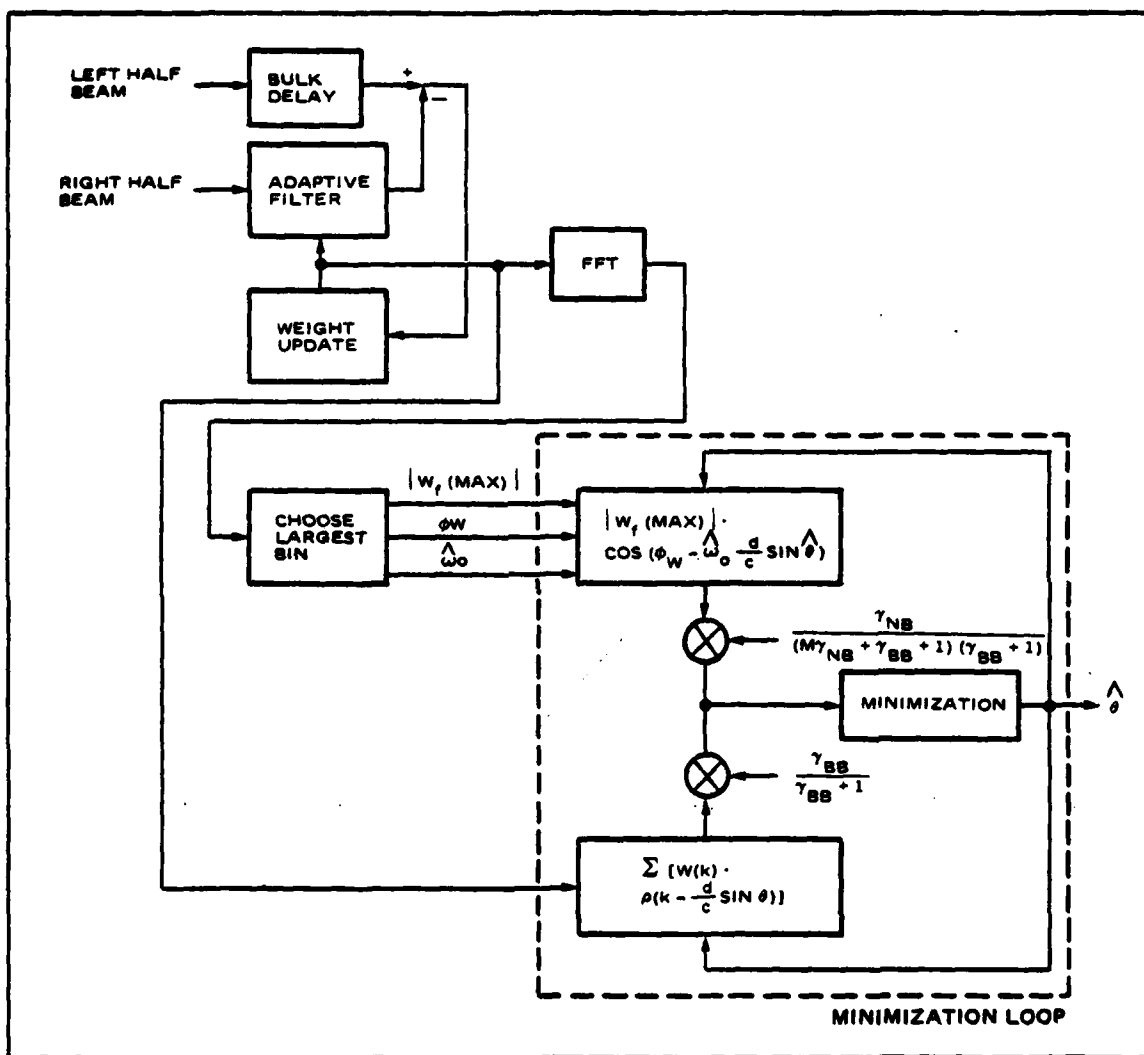 LEFT HALF
BEAM
BULK
DELAY
+
−
RIGHT HALF
BEAM
ADAPTIVE
FILTER
FFT
WEIGHT
UPDATE
CHOOSE
LARGEST
BIN
|W_f (MAX)|
ϕW
ω̂o
|W_f (MAX)| ·
COS (ϕ_W - ω̂_o d/c SIN θ̂)
γ_NB / (Mγ_NB + γ_BB + 1) (γ_BB + 1)
MINIMIZATION
θ̂
γ_BB / γ_BB + 1
Σ [W(k) ·
ρ(k - d/c SIN θ)]
MINIMIZATION LOOP